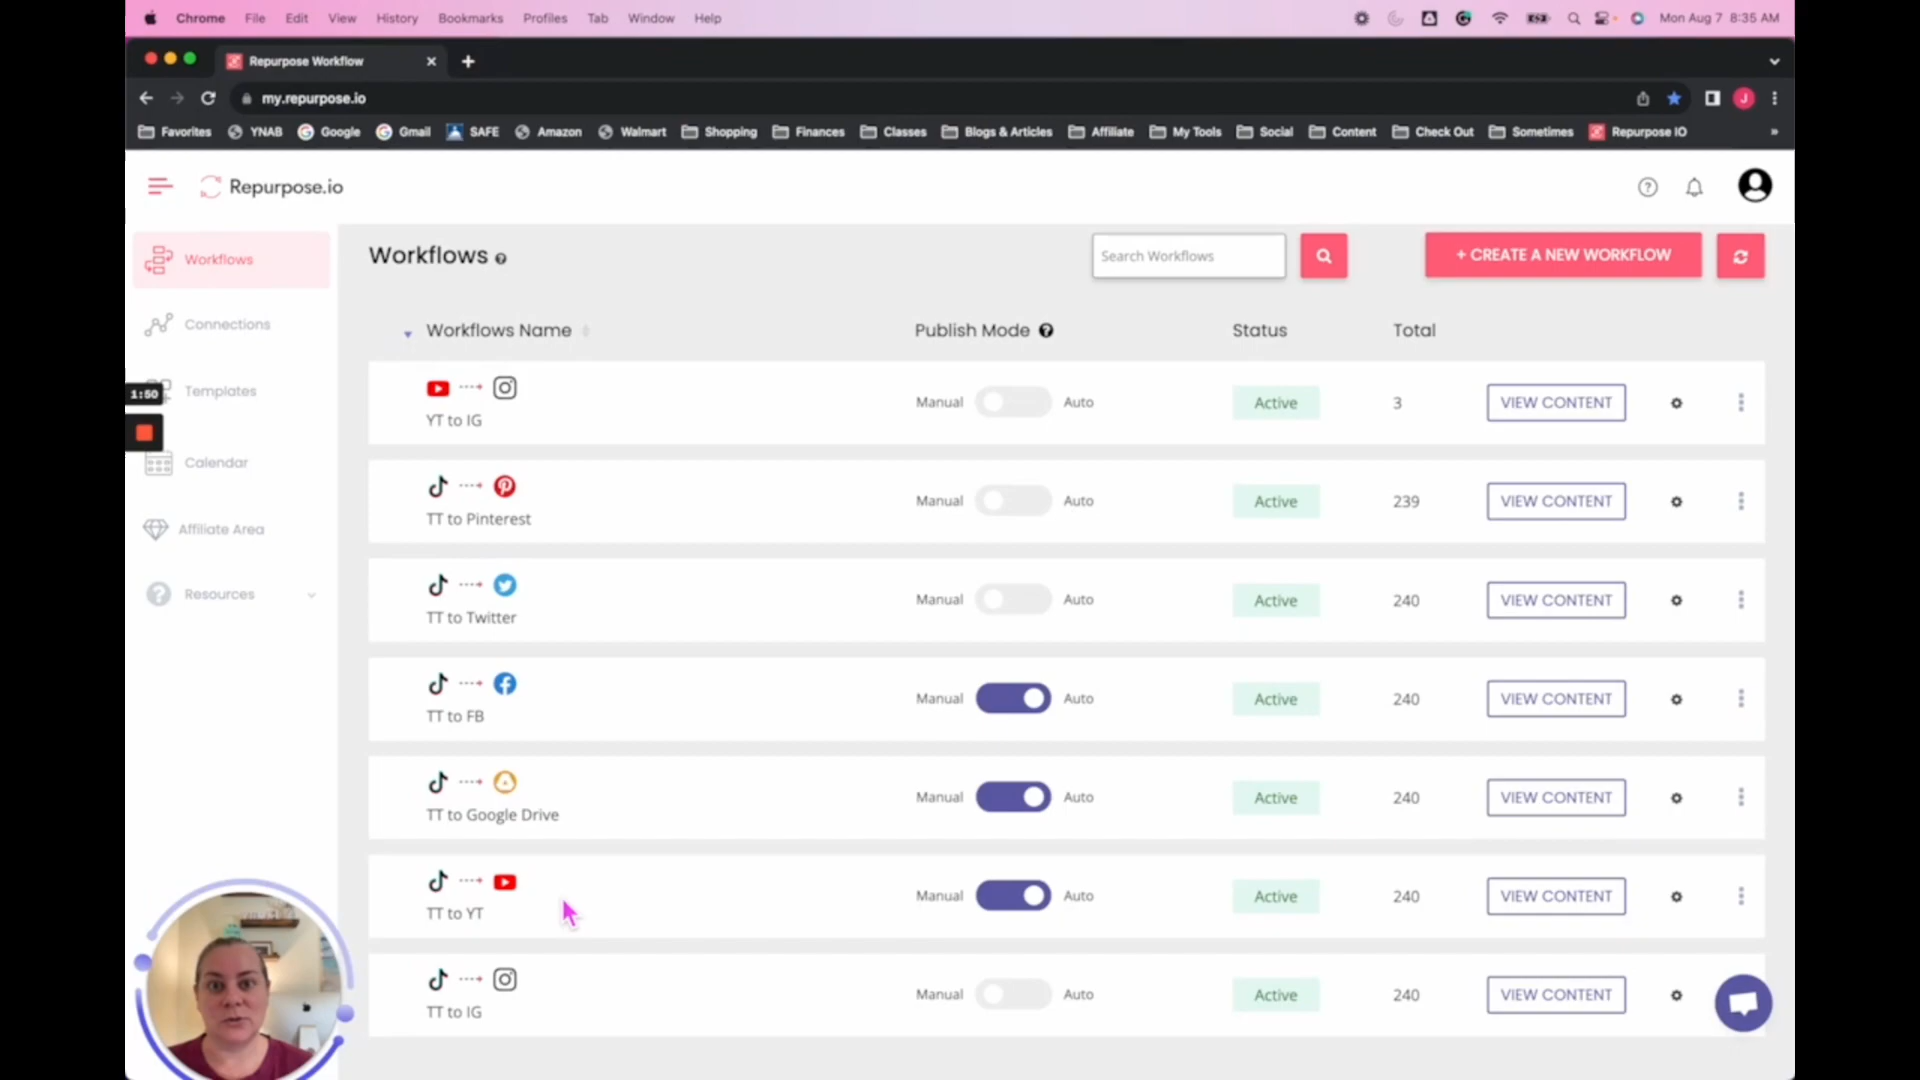 Chrome File Edit View History Bookmarks Profiles Tab Window Help Mon Aug 7 8:35 AM
Repurpose Workflow
my.repurpose.io
J
Favorites YNAB Google Gmail SAFE Amazon Walmart Shopping Finances Classes Blogs & Articles Affiliate My Tools Social Content Check Out Sometimes Repurpose IO »
Repurpose.io
Workflows
Connections
1:50
Templates
Calendar
Affiliate Area
Resources
Workflows
Search Workflows
+ CREATE A NEW WORKFLOW
Workflows Name Publish Mode Status Total
YT to IG Manual Auto Active 3 VIEW CONTENT
TT to Pinterest Manual Auto Active 239 VIEW CONTENT
TT to Twitter Manual Auto Active 240 VIEW CONTENT
TT to FB Manual Auto Active 240 VIEW CONTENT
TT to Google Drive Manual Auto Active 240 VIEW CONTENT
TT to YT Manual Auto Active 240 VIEW CONTENT
TT to IG Manual Auto Active 240 VIEW CONTENT